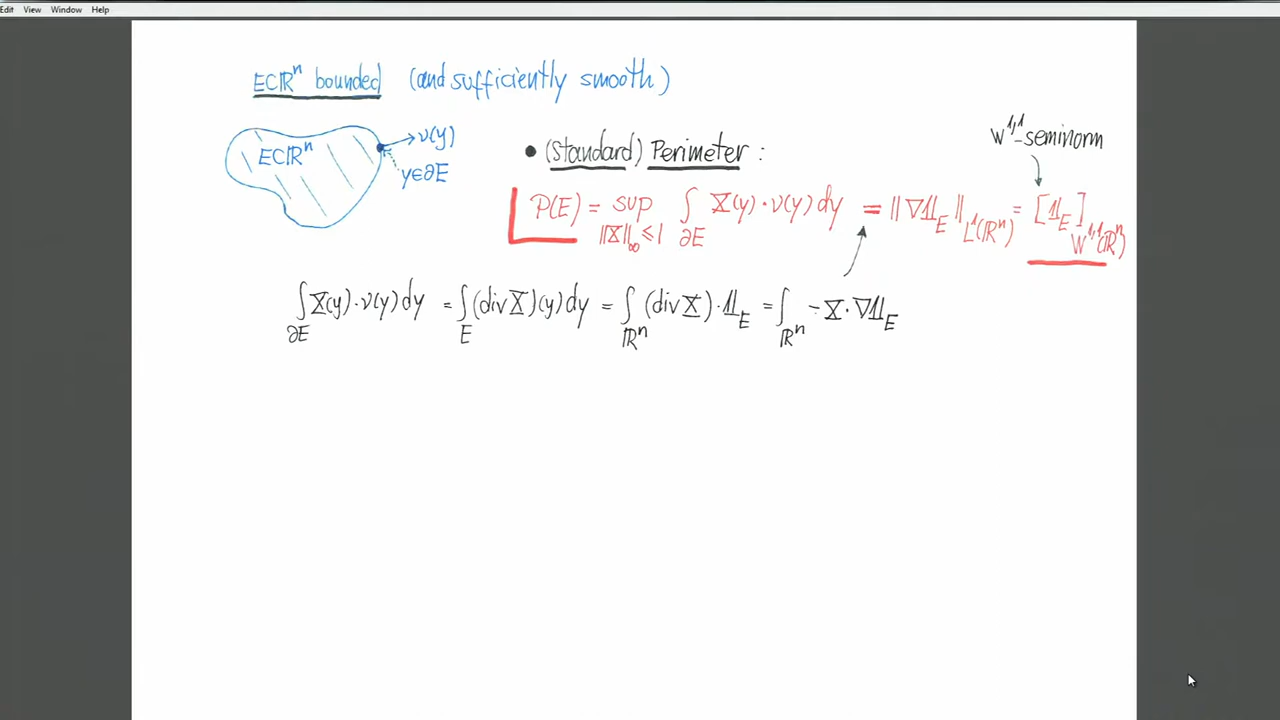 Edit View Window Help
E⊂ℝⁿ bounded (and sufficiently smooth)
E⊂ℝⁿ
ν(y)
y∈∂E
• (Standard) Perimeter :
W^{1,1}-seminorm
P(E) = sup_{‖X‖_∞ ≤ 1} ∫_{∂E} X(y)·ν(y)dy = ‖∇𝟙_E‖_{L¹(ℝⁿ)} = [𝟙_E]_{W^{1,1}(ℝⁿ)}
∫_{∂E} X(y)·ν(y)dy = ∫_E (div X)(y)dy = ∫_{ℝⁿ} (div X)·𝟙_E = ∫_{ℝⁿ} -X·∇𝟙_E